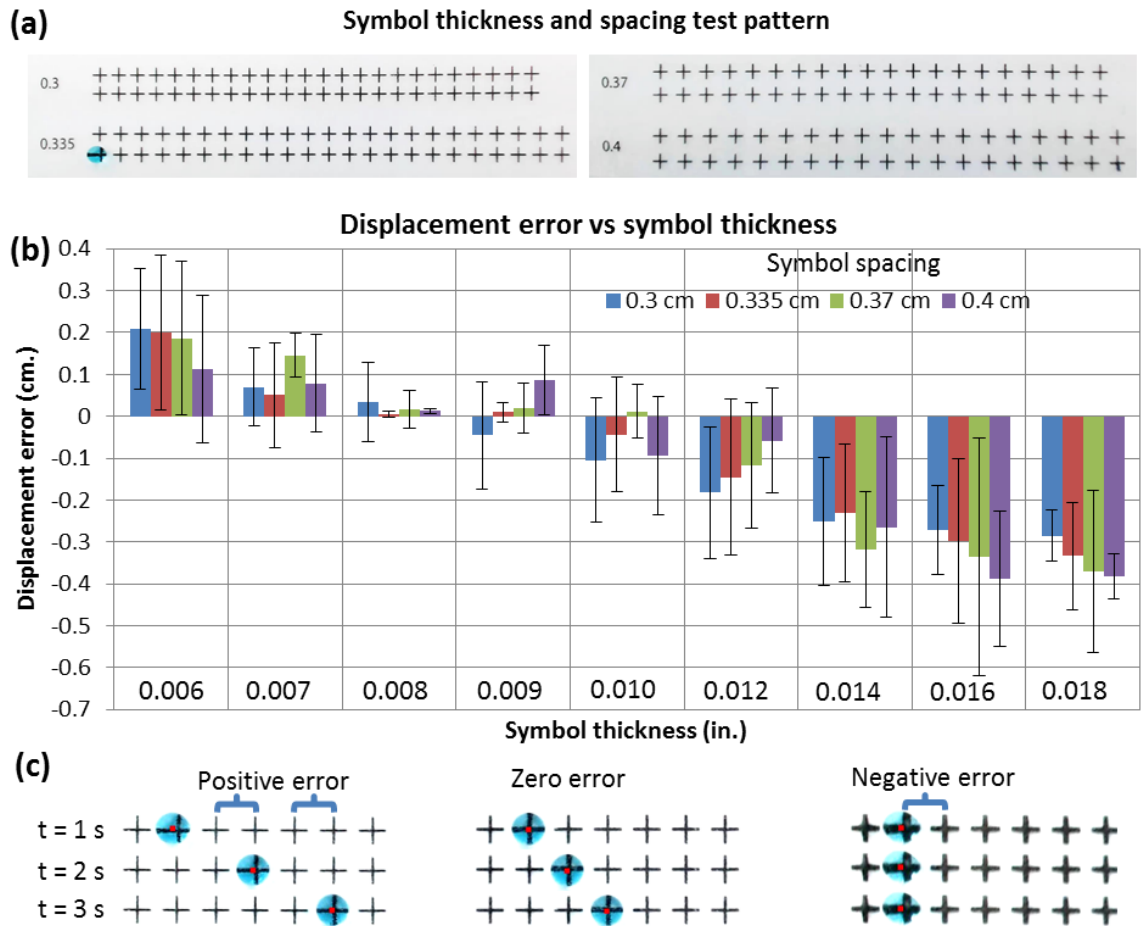 (a) Symbol thickness and spacing test pattern
0.3
0.335
0.37
0.4
(b) Displacement error vs symbol thickness
Symbol spacing
0.3 cm 0.335 cm 0.37 cm 0.4 cm
Displacement error (cm.)
0.4
0.3
0.2
0.1
0
-0.1
-0.2
-0.3
-0.4
-0.5
-0.6
-0.7
0.006 0.007 0.008 0.009 0.010 0.012 0.014 0.016 0.018
Symbol thickness (in.)
(c)
Positive error Zero error Negative error
t = 1 s
t = 2 s
t = 3 s